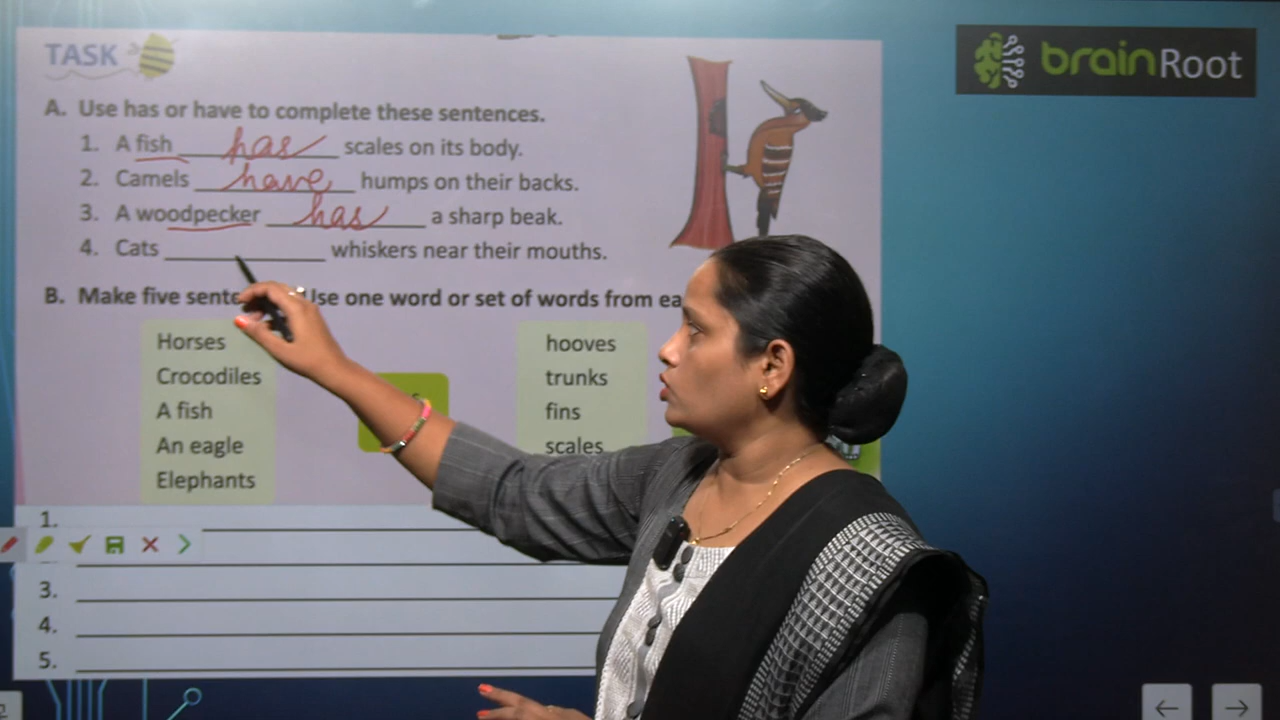 TASK
brainRoot
A. Use has or have to complete these sentences.
1. A fish has scales on its body.
2. Camels have humps on their backs.
3. A woodpecker has a sharp beak.
4. Cats ____________ whiskers near their mouths.
B. Make five Use one word or set of words from
Horses hooves
Crocodiles trunks
A fish fins
An eagle scales
Elephants
1.
3.
4.
5.